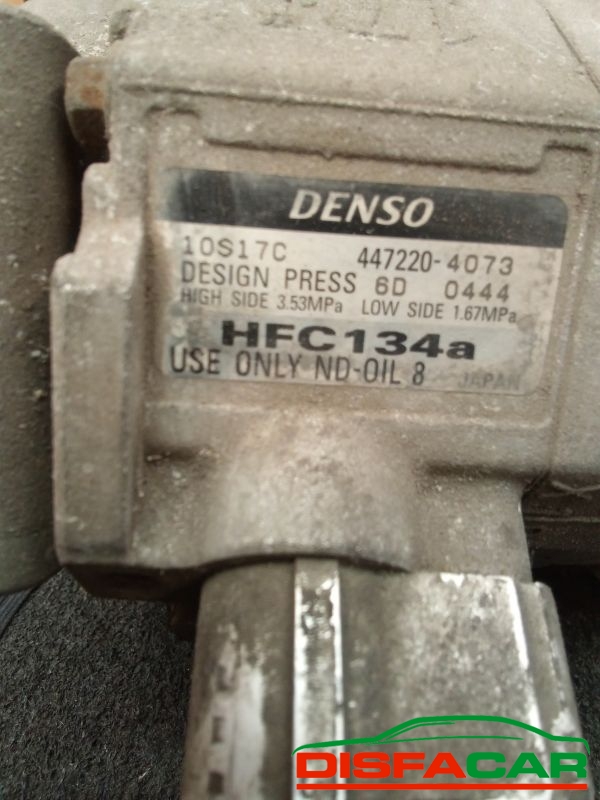 DENSO
10S17C 447220-4073
DESIGN PRESS 6D 0444
HIGH SIDE 3.53MPa LOW SIDE 1.67MPa
HFC134a
USE ONLY ND-OIL 8 JAPAN
DISFACAR